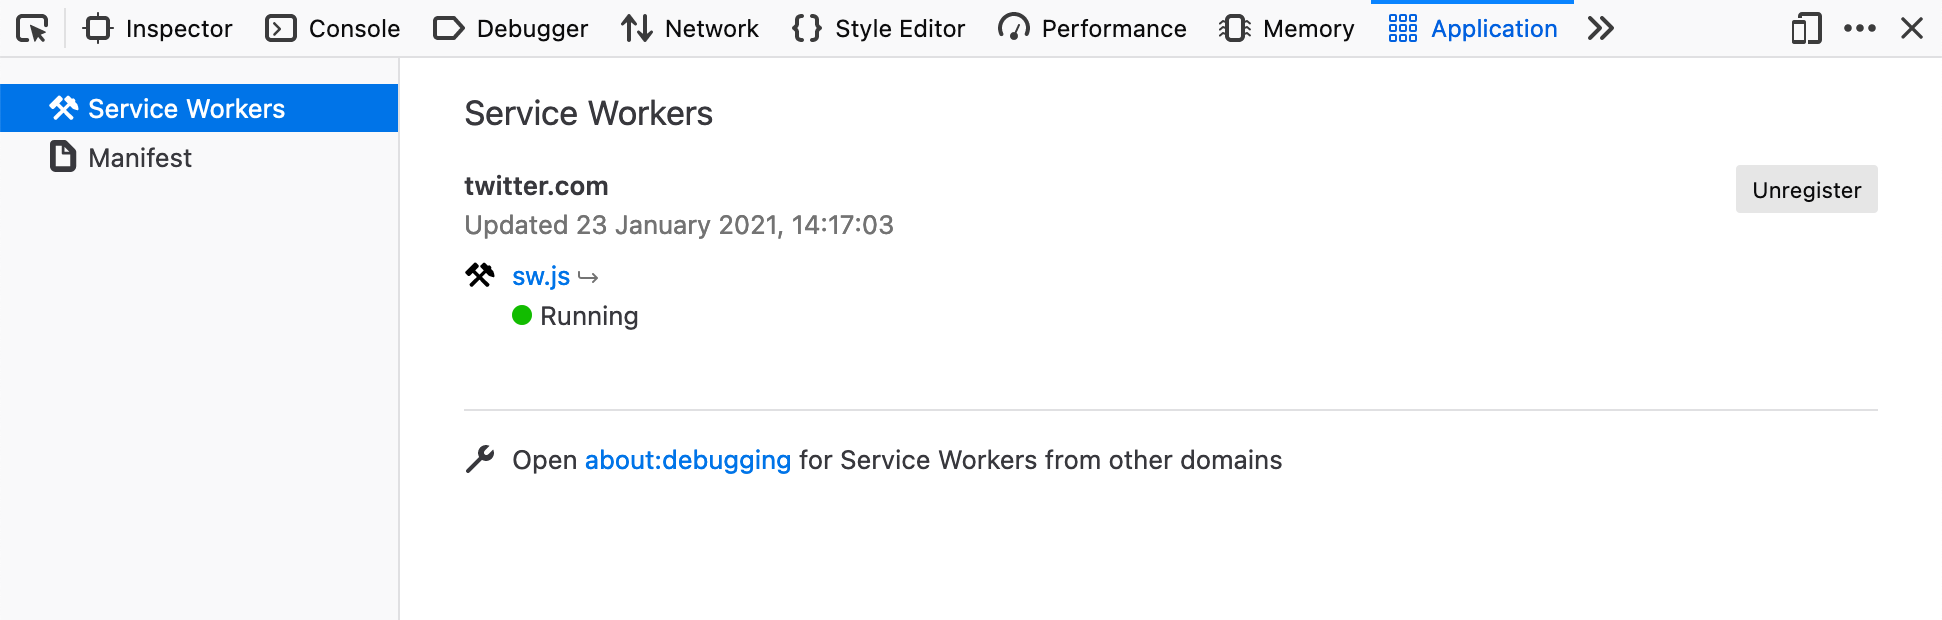 Inspector Console Debugger Network Style Editor Performance Memory Application
Service Workers
Manifest
Service Workers
twitter.com
Unregister
Updated 23 January 2021, 14:17:03
sw.js
Running
Open about:debugging for Service Workers from other domains